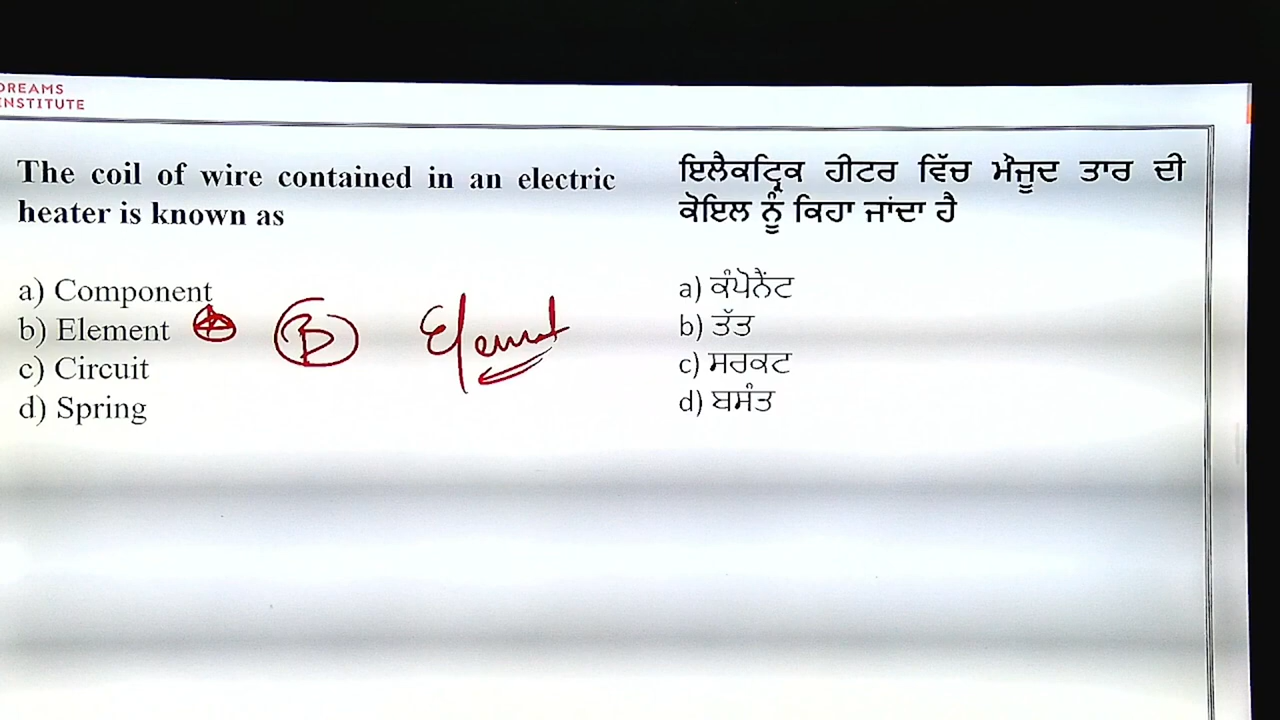 DREAMS
INSTITUTE
The coil of wire contained in an electric
heater is known as
a) Component
b) Element
c) Circuit
d) Spring
B
Element
ਇਲੈਕਟ੍ਰਿਕ ਹੀਟਰ ਵਿੱਚ ਮੌਜੂਦ ਤਾਰ ਦੀ
ਕੋਇਲ ਨੂੰ ਕਿਹਾ ਜਾਂਦਾ ਹੈ
a) ਕੰਪੋਨੈਂਟ
b) ਤੱਤ
c) ਸਰਕਟ
d) ਬਸੰਤ